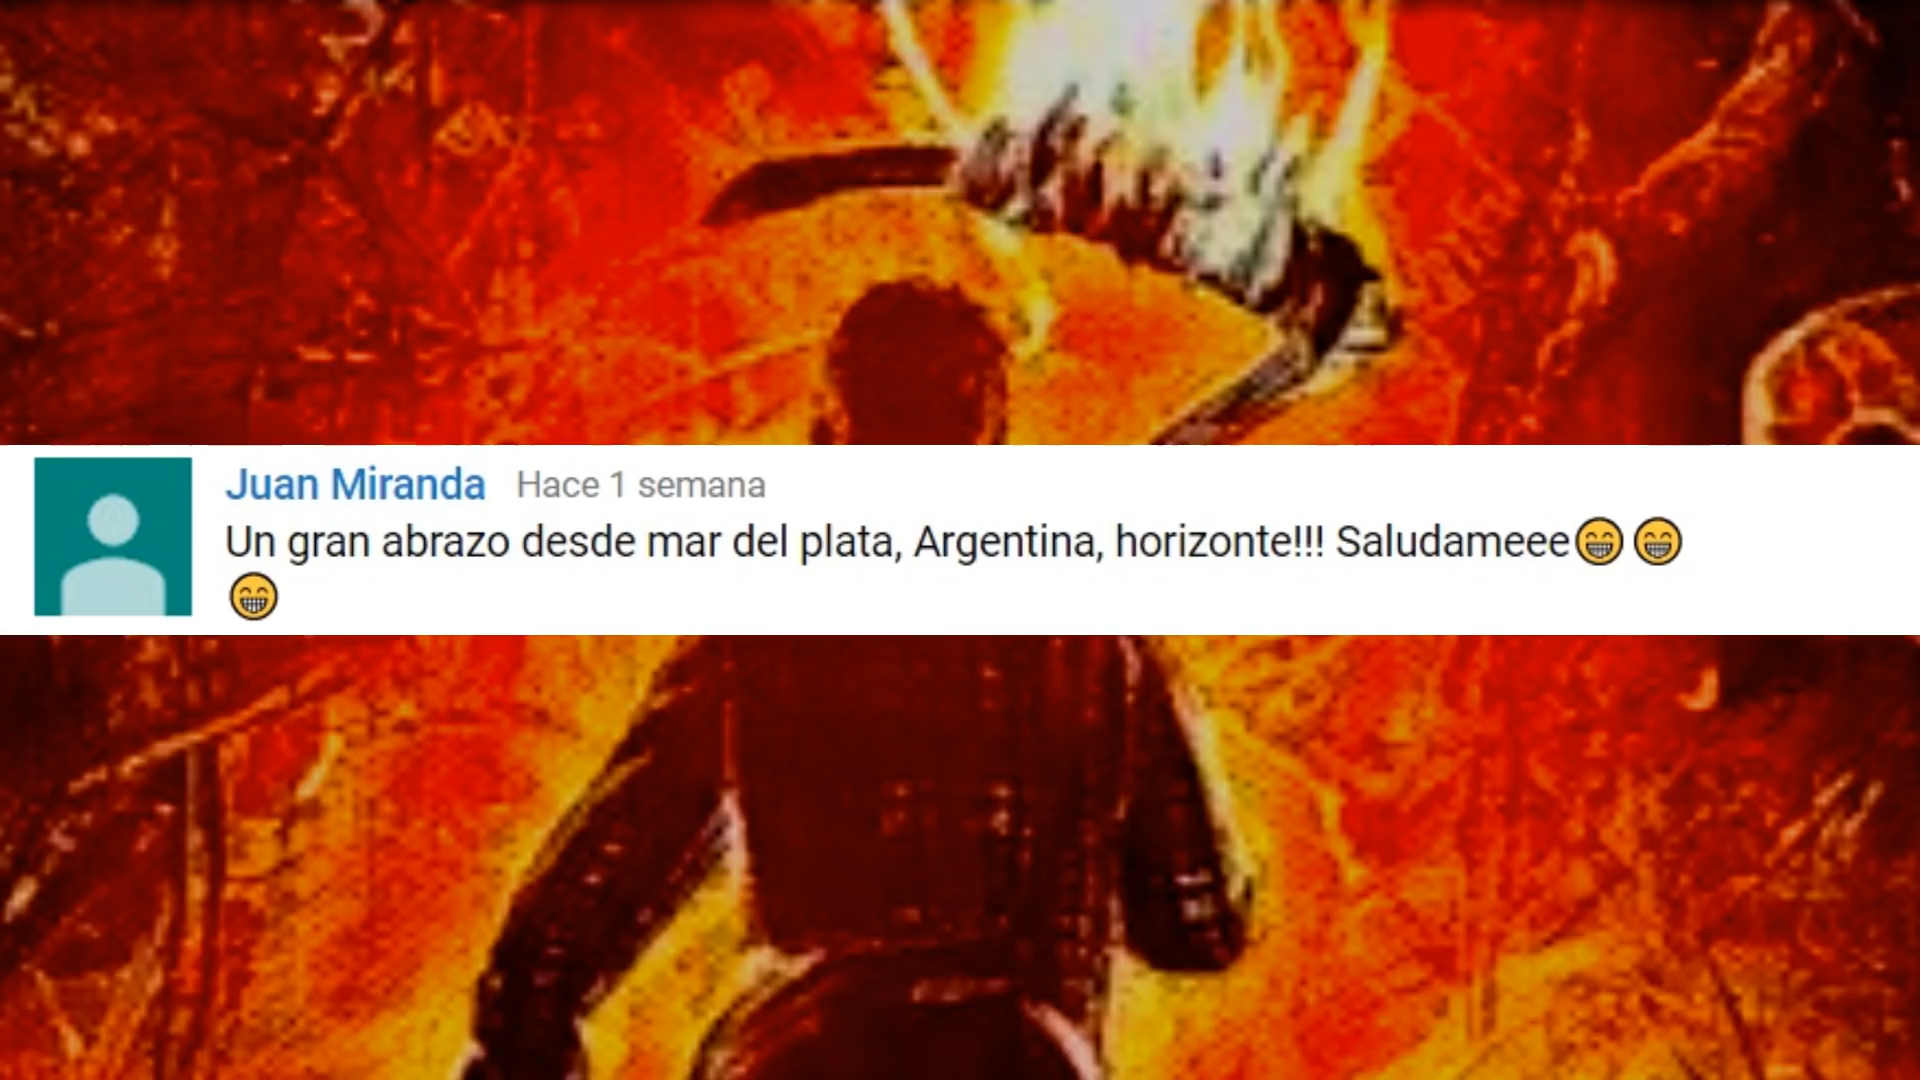 Juan Miranda Hace 1 semana
Un gran abrazo desde mar del plata, Argentina, horizonte!!! Saludameee😁😁
😁